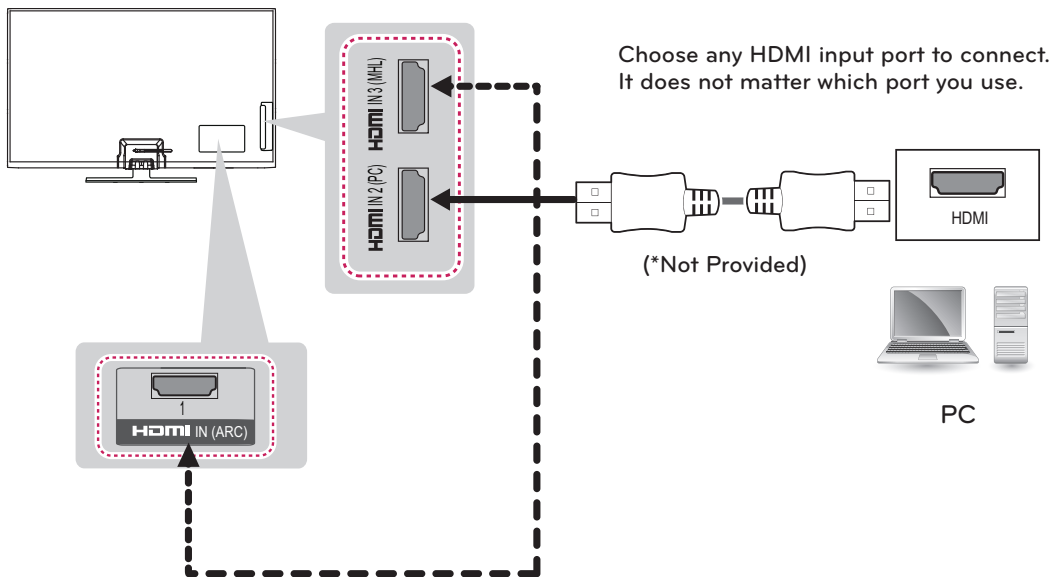 Choose any HDMI input port to connect.
It does not matter which port you use.
HDMI IN 3 (MHL)
HDMI IN 2 (PC)
HDMI
(*Not Provided)
1
HDMI IN (ARC)
PC